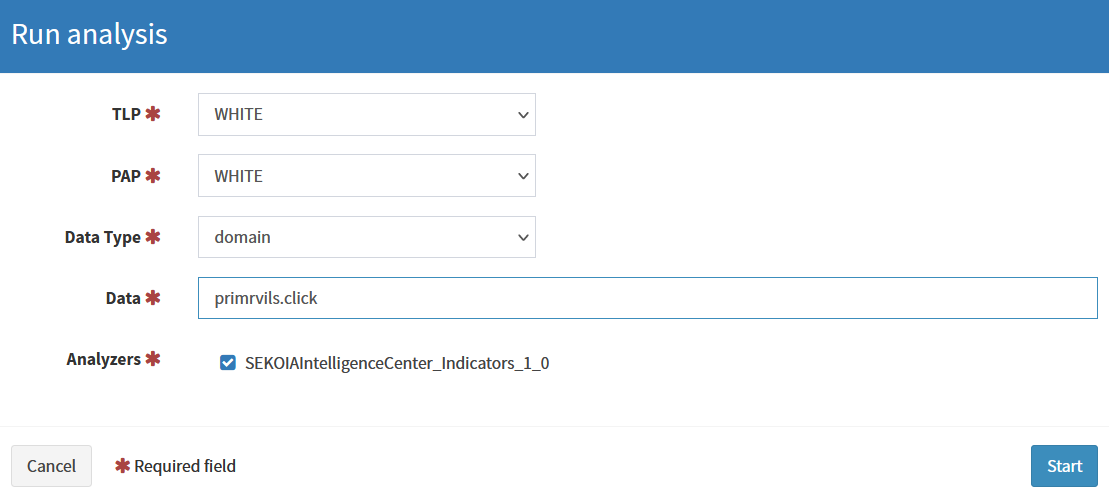 Run analysis
TLP ✱ WHITE
PAP ✱ WHITE
Data Type ✱ domain
Data ✱ primrvils.click
Analyzers ✱ SEKOIAIntelligenceCenter_Indicators_1_0
Cancel ✱ Required field Start